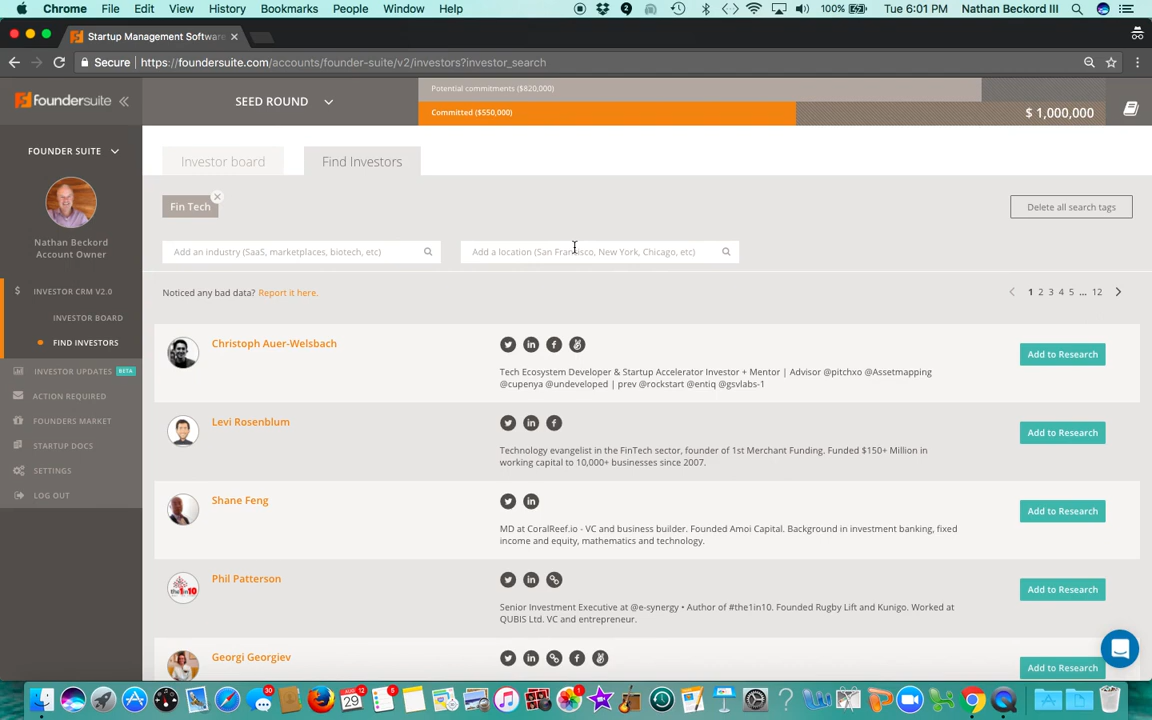 Chrome File Edit View History Bookmarks People Window Help 2 100% Tue 6:01 PM Nathan Beckord III
Startup Management Software
Secure https://foundersuite.com/accounts/founder-suite/v2/investors?investor_search
foundersuite
SEED ROUND
Potential commitments ($820,000)
Committed ($550,000)
$ 1,000,000
FOUNDER SUITE
Nathan Beckord
Account Owner
INVESTOR CRM V2.0
INVESTOR BOARD
FIND INVESTORS
INVESTOR UPDATES BETA
ACTION REQUIRED
FOUNDERS MARKET
STARTUP DOCS
SETTINGS
LOG OUT
Investor board Find Investors
Fin Tech
Delete all search tags
Add an industry (SaaS, marketplaces, biotech, etc) Add a location (San Francisco, New York, Chicago, etc)
Noticed any bad data? Report it here. 1 2 3 4 5 ... 12
Christoph Auer-Welsbach
Tech Ecosystem Developer & Startup Accelerator Investor + Mentor | Advisor @pitchxo @Assetmapping
@cupenya @undeveloped | prev @rockstart @entiq @gsvlabs-1
Add to Research
Levi Rosenblum
Technology evangelist in the FinTech sector, founder of 1st Merchant Funding. Funded $150+ Million in
working capital to 10,000+ businesses since 2007.
Add to Research
Shane Feng
MD at CoralReef.io - VC and business builder. Founded Amoi Capital. Background in investment banking, fixed
income and equity, mathematics and technology.
Add to Research
the1in10
Phil Patterson
Senior Investment Executive at @e-synergy • Author of #the1in10. Founded Rugby Lift and Kunigo. Worked at
QUBIS Ltd. VC and entrepreneur.
Add to Research
Georgi Georgiev
Add to Research
30 AUG 29 12 5 1